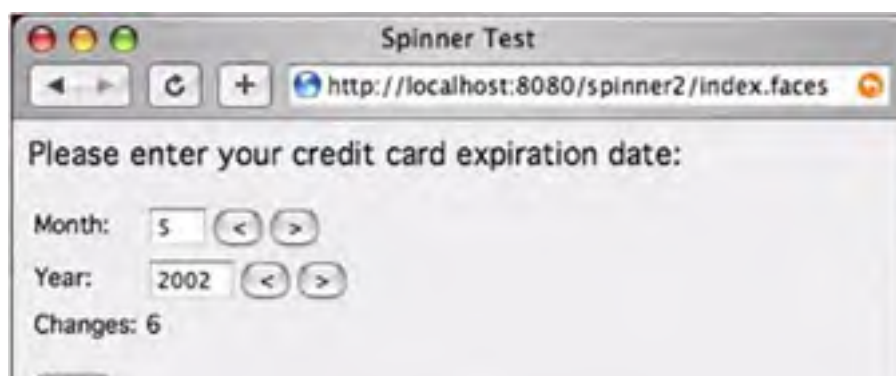 Spinner Test
http://localhost:8080/spinner2/index.faces
Please enter your credit card expiration date:
Month: 5 < >
Year: 2002 < >
Changes: 6